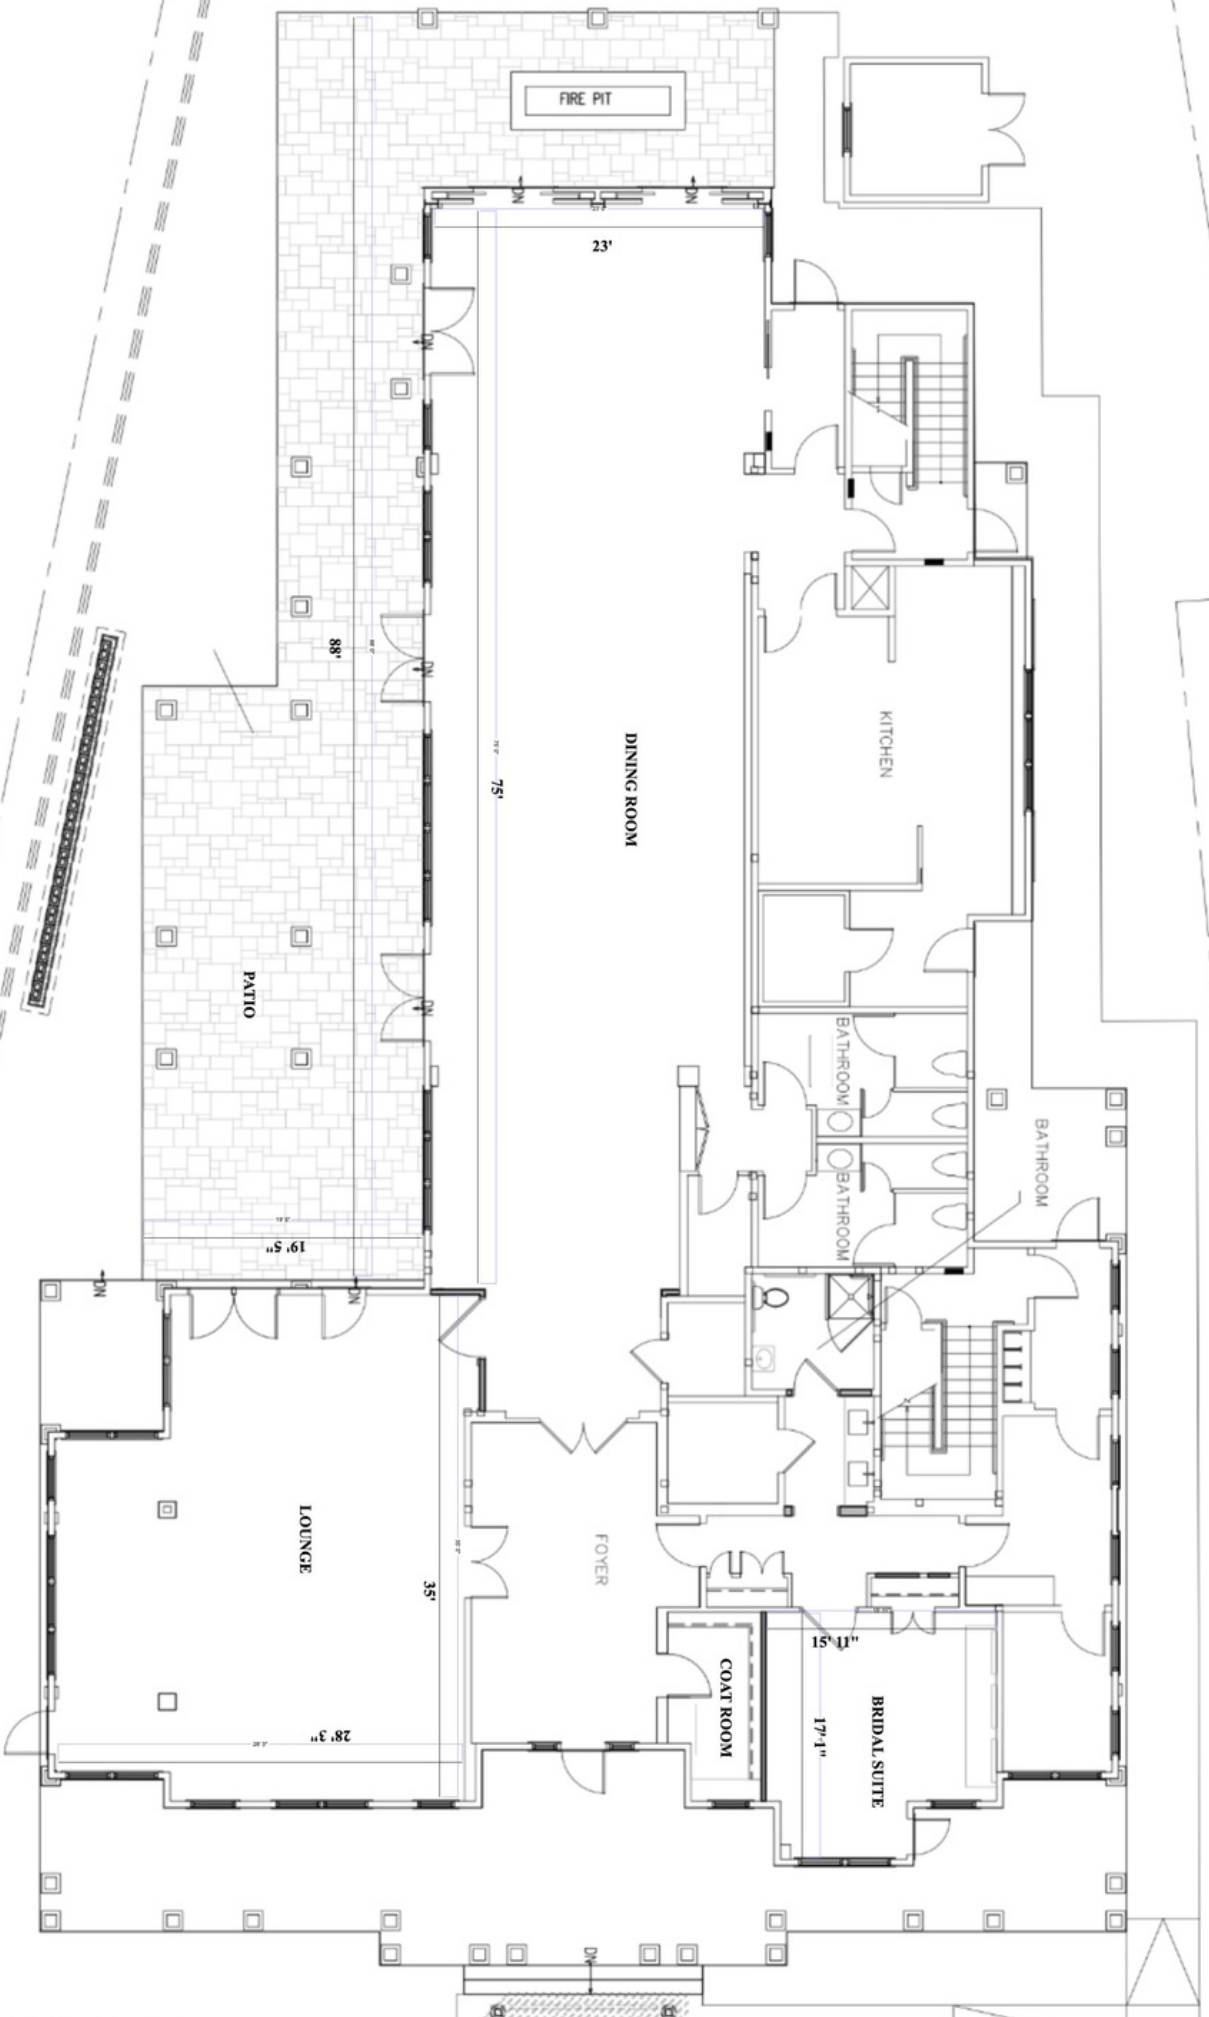 FIRE PIT
DN
DN
23'
DN
88'
DN
KITCHEN
DINING ROOM
75'
PATIO
DN
BATHROOM
BATHROOM
BATHROOM
19' 5"
DN
DN
LOUNGE
FOYER
35'
15' 11"
COAT ROOM
BRIDAL SUITE
17'1"
28' 3"
DN